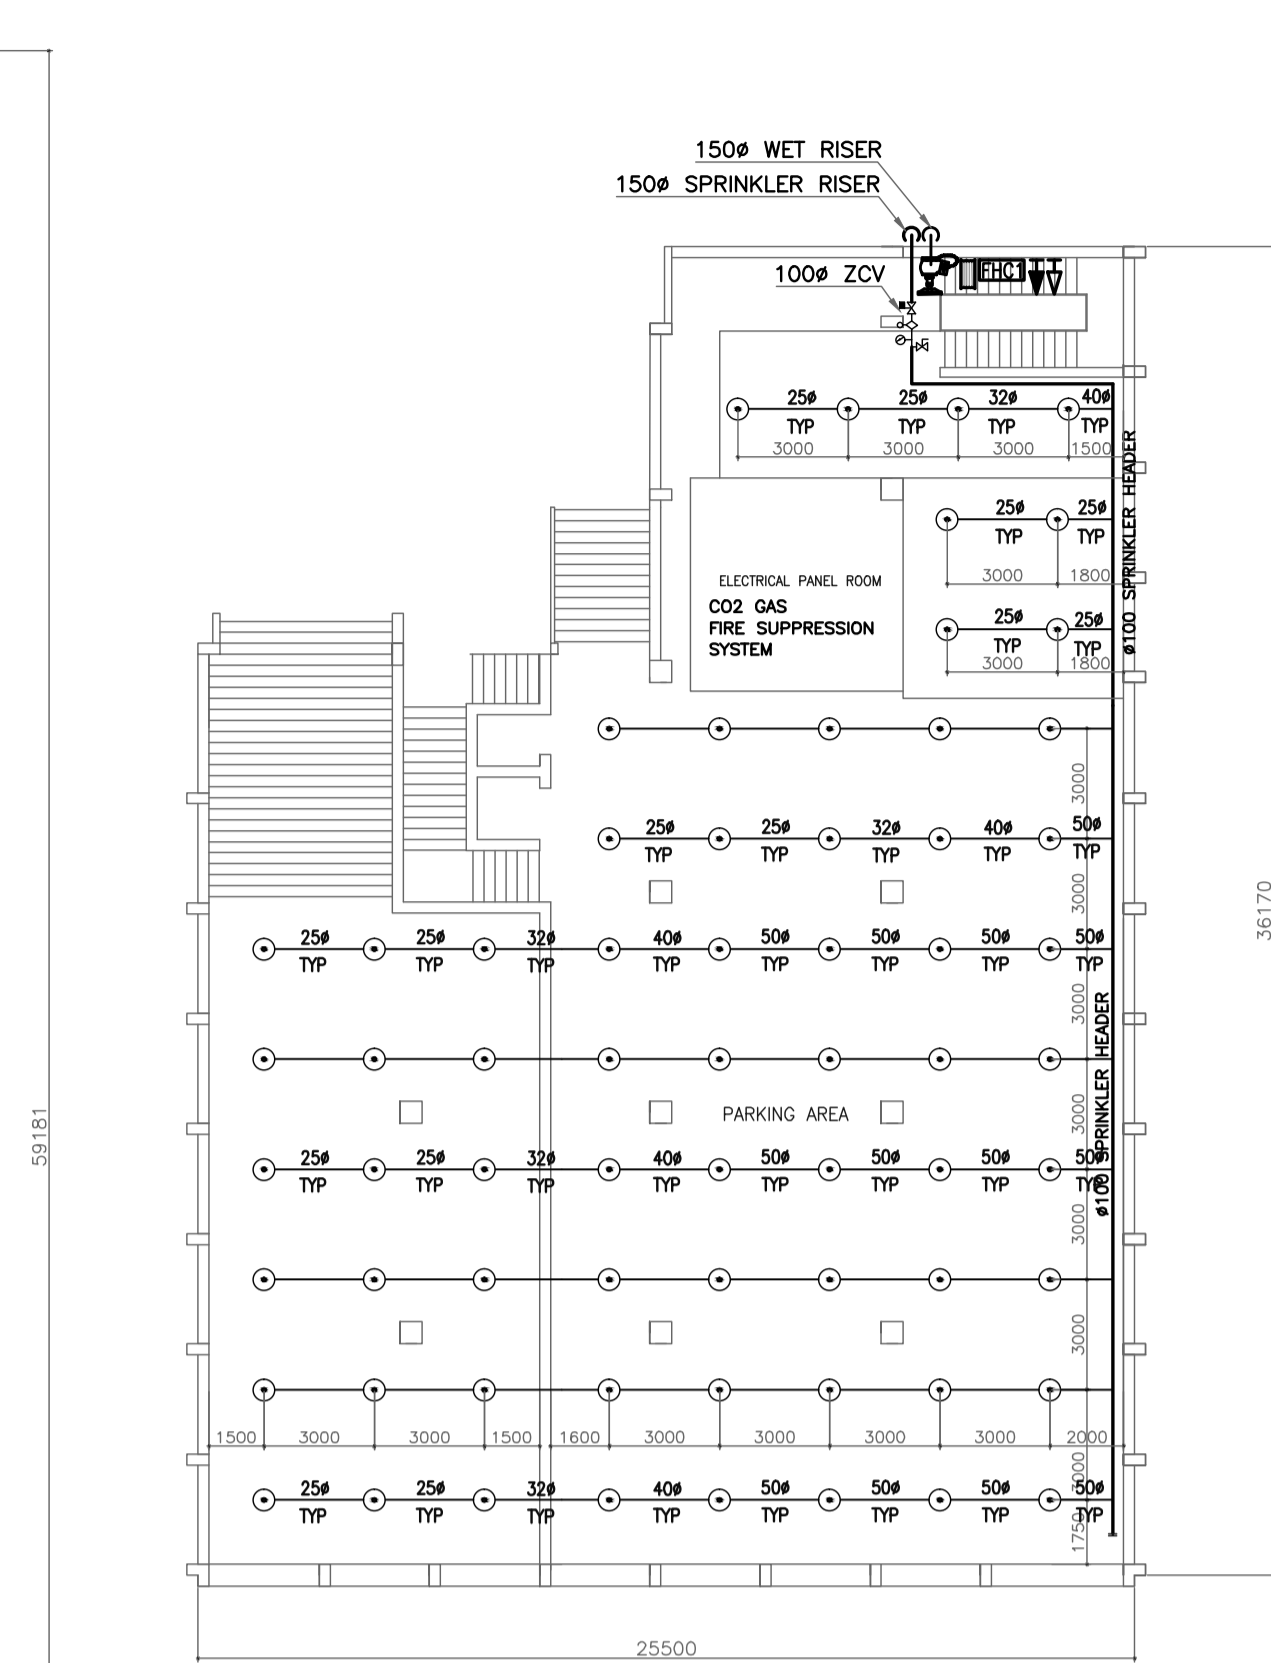 150ø WET RISER
150ø SPRINKLER RISER
100ø ZCV
FHC1
25ø 25ø 32ø 40ø
TYP TYP TYP TYP
3000 3000 3000 1500
ø100 SPRINKLER HEADER
25ø 25ø
TYP TYP
3000 1800
ELECTRICAL PANEL ROOM
CO2 GAS
FIRE SUPPRESSION
SYSTEM
25ø 25ø
TYP TYP
3000 1800
3000
25ø 25ø 32ø 40ø 50ø
TYP TYP TYP TYP TYP
3000
36170
25ø 25ø 32ø 40ø 50ø 50ø 50ø 50ø
TYP TYP TYP TYP TYP TYP TYP TYP
3000
ø100 SPRINKLER HEADER
59181
PARKING AREA
3000
25ø 25ø 32ø 40ø 50ø 50ø 50ø 50ø
TYP TYP TYP TYP TYP TYP TYP TYP
3000
3000
1500 3000 3000 1500 1600 3000 3000 3000 3000 2000
3000
25ø 25ø 32ø 40ø 50ø 50ø 50ø 50ø
TYP TYP TYP TYP TYP TYP TYP TYP
1750
25500